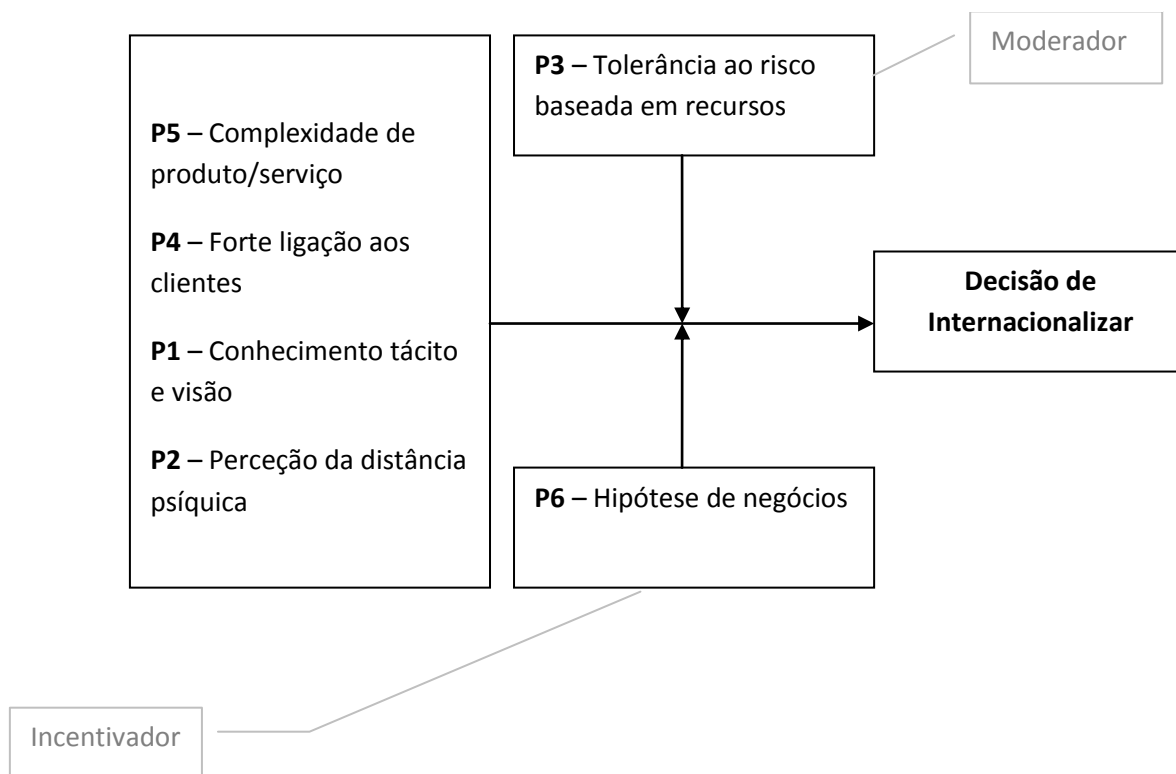 P5 – Complexidade de
produto/serviço
P4 – Forte ligação aos
clientes
P1 – Conhecimento tácito
e visão
P2 – Perceção da distância
psíquica
P3 – Tolerância ao risco
baseada em recursos
Moderador
Decisão de
Internacionalizar
P6 – Hipótese de negócios
Incentivador